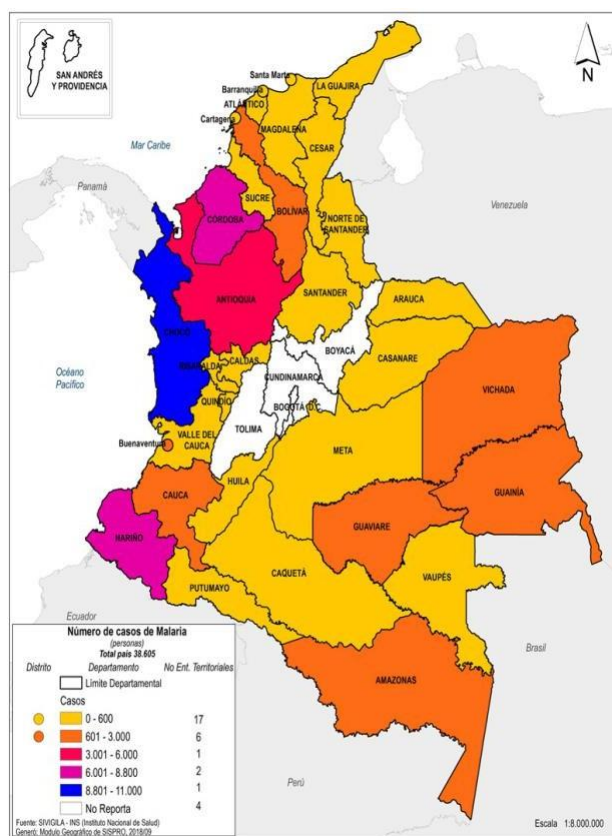 SAN ANDRÉS
Y PROVIDENCIA
N
Santa Marta
Barranquilla
LA GUAJIRA
ATLÁNTICO
Cartagena
MAGDALENA
CESAR
Mar Caribe
Panamá
SUCRE
CÓRDOBA
BOLÍVAR
NORTE DE
SANTANDER
Venezuela
ANTIOQUIA
SANTANDER
ARAUCA
CHOCÓ
BOYACÁ
CALDAS
RISARALDA
CASANARE
CUNDINAMARCA
VICHADA
Océano
Pacífico
QUINDÍO
BOGOTÁ D.C.
TOLIMA
VALLE DEL
CAUCA
Buenaventura
META
HUILA
GUAINÍA
CAUCA
GUAVIARE
NARIÑO
CAQUETÁ
VAUPÉS
PUTUMAYO
Ecuador
Brasil
AMAZONAS
Perú
Número de casos de Malaria
(personas)
Total país 38.605
Distrito Departamento No Ent. Territoriales
Límite Departamental
Casos
0 - 600 17
601 - 3.000 6
3.001 - 6.000 1
6.001 - 8.800 2
8.801 - 11.000 1
No Reporta 4
Fuente: SIVIGILA - INS (Instituto Nacional de Salud)
Generó: Modulo Geográfico de SISPRO, 2018/09
Escala 1:8.000.000